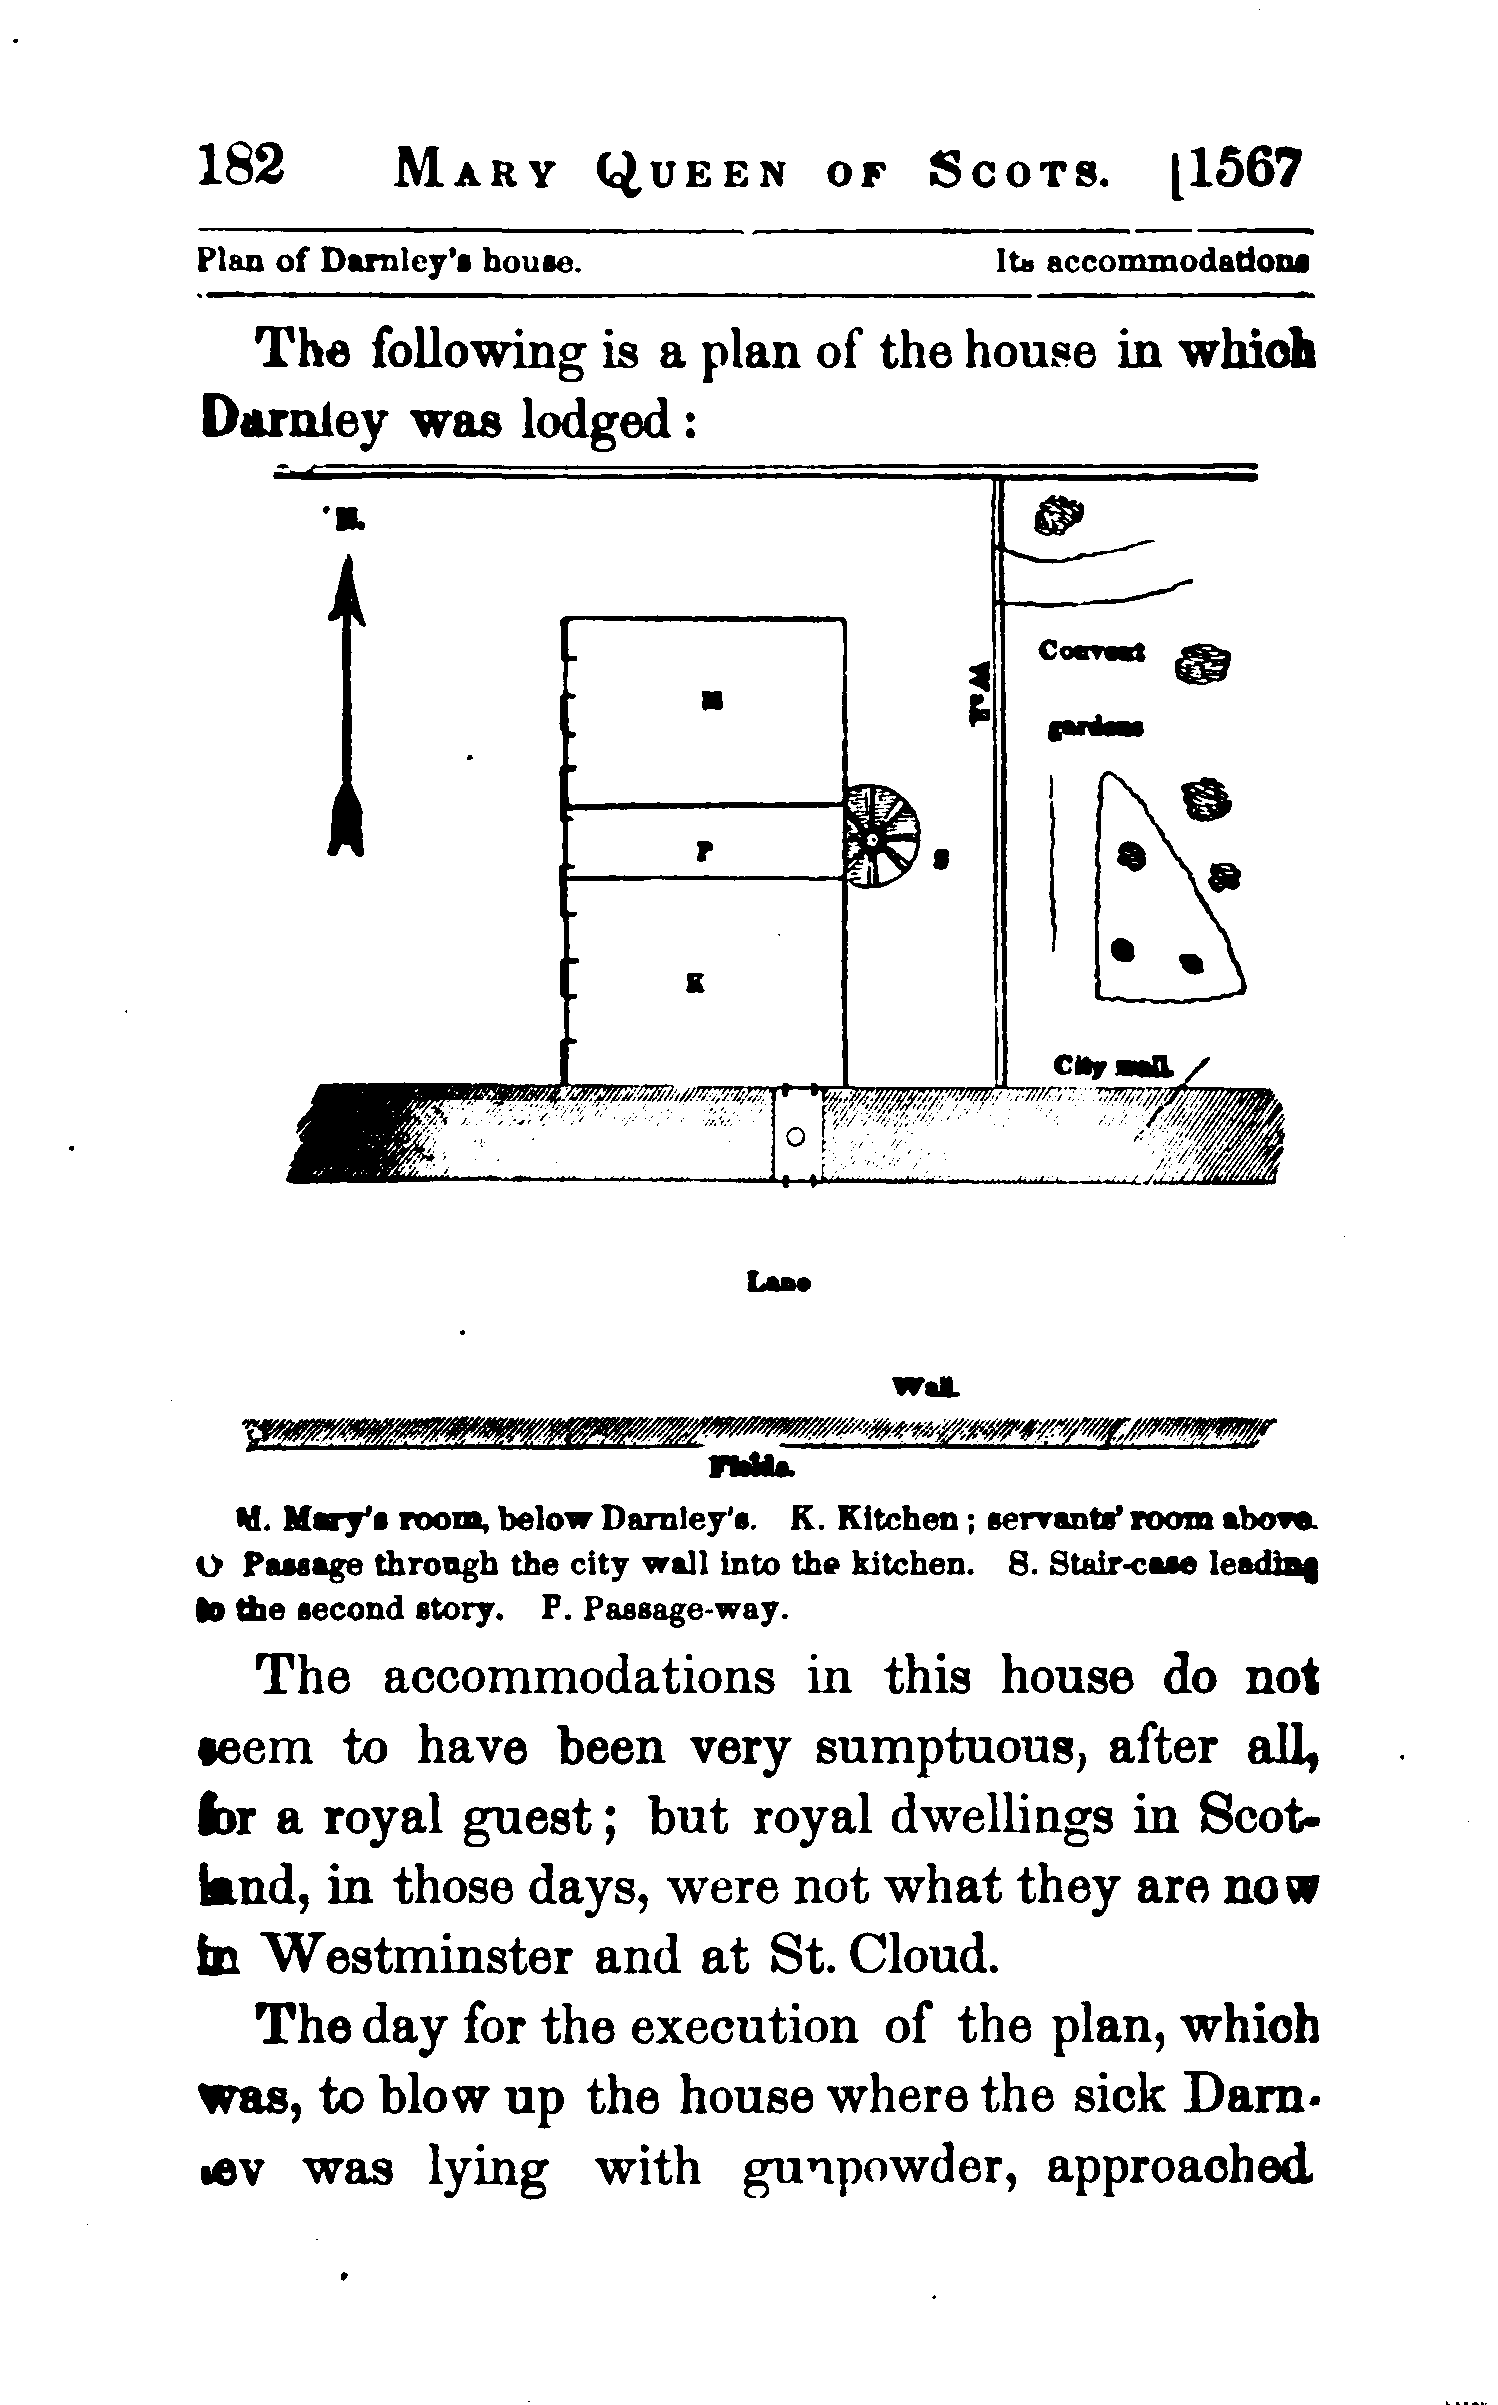 182 MARY QUEEN OF SCOTS. [1567
Plan of Darnley's house. Its accommodations
The following is a plan of the house in which
Darnley was lodged:
N.
M
Wall
Convent
gardens
P
S
K
City wall
O
Lane
Wall.
Fields.
M. Mary's room, below Darnley's. K. Kitchen; servants' room above.
O Passage through the city wall into the kitchen. S. Stair-case leading
to the second story. P. Passage-way.
The accommodations in this house do not
seem to have been very sumptuous, after all,
for a royal guest; but royal dwellings in Scot-
land, in those days, were not what they are now
in Westminster and at St. Cloud.
The day for the execution of the plan, which
was, to blow up the house where the sick Darn-
ley was lying with gunpowder, approached